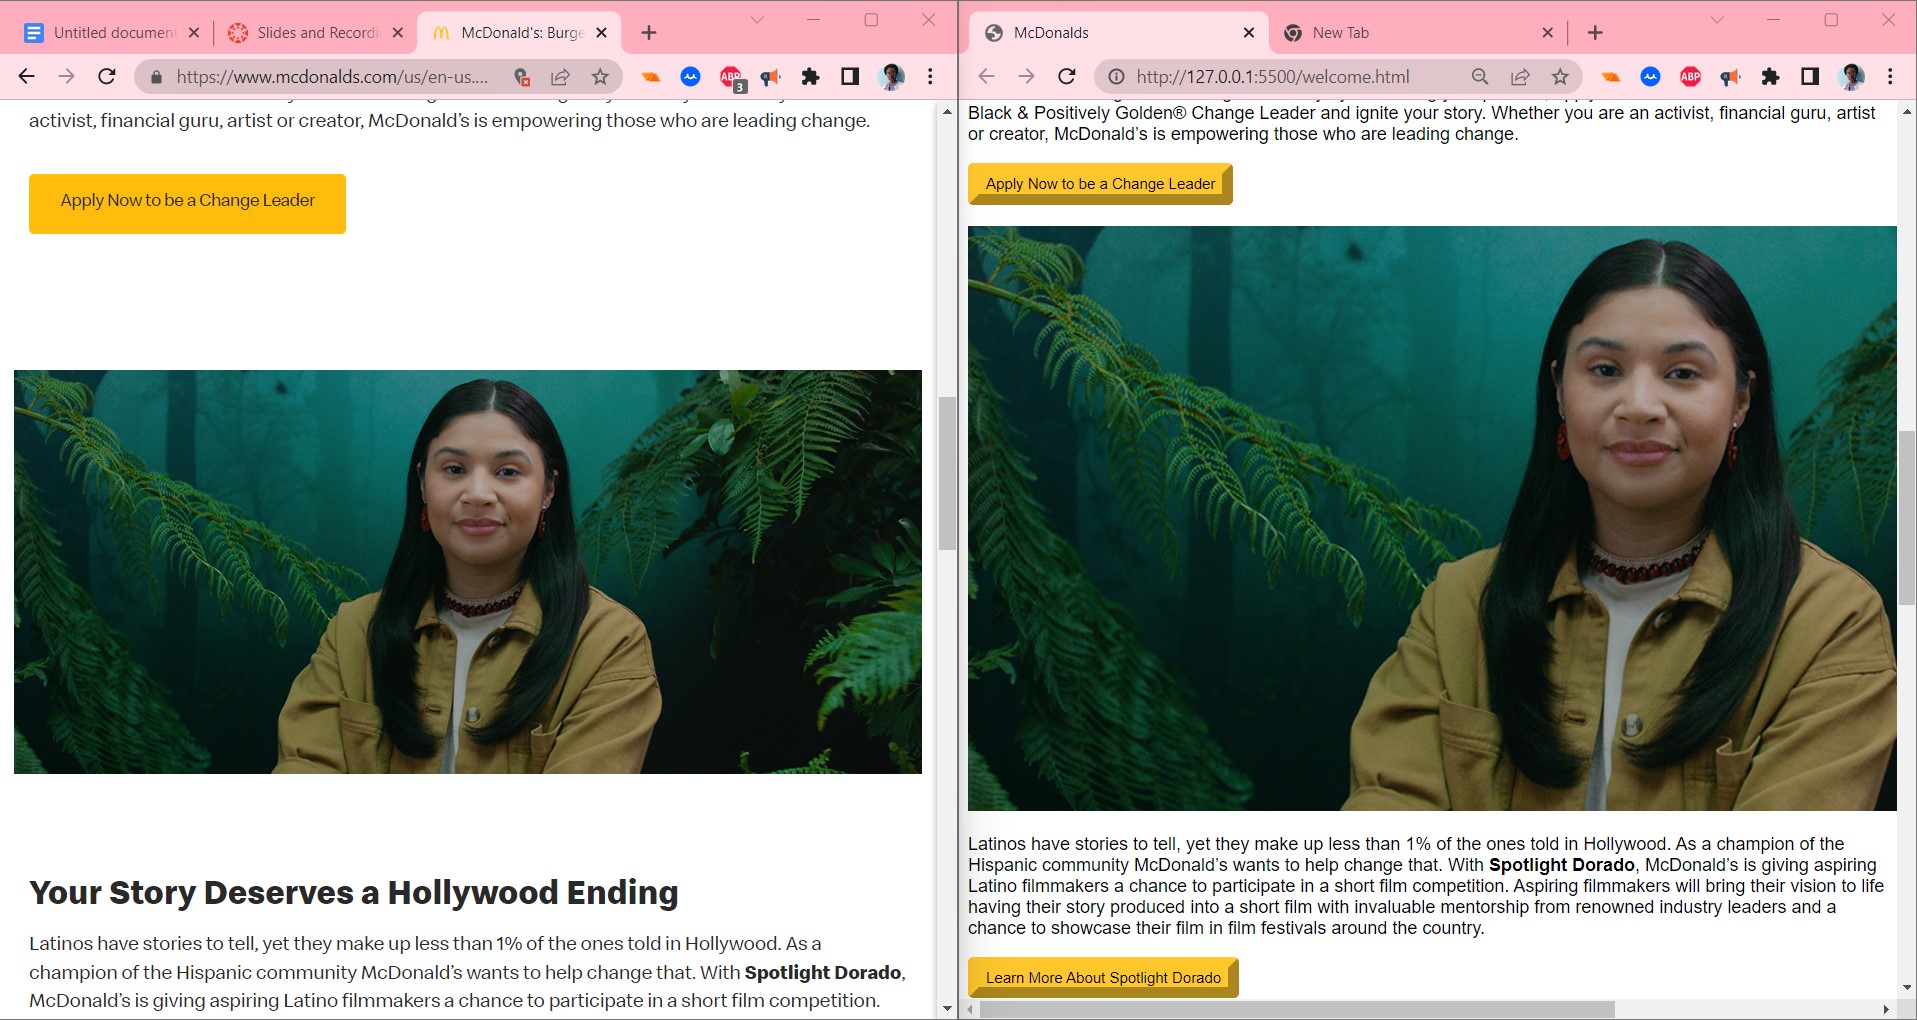 Untitled document
Slides and Recordi
McDonald's: Burge
https://www.mcdonalds.com/us/en-us....
ABP
3
activist, financial guru, artist or creator, McDonald’s is empowering those who are leading change.
Apply Now to be a Change Leader
Your Story Deserves a Hollywood Ending
Latinos have stories to tell, yet they make up less than 1% of the ones told in Hollywood. As a
champion of the Hispanic community McDonald’s wants to help change that. With Spotlight Dorado,
McDonald’s is giving aspiring Latino filmmakers a chance to participate in a short film competition.
McDonalds
New Tab
http://127.0.0.1:5500/welcome.html
ABP
Black & Positively Golden® Change Leader and ignite your story. Whether you are an activist, financial guru, artist
or creator, McDonald’s is empowering those who are leading change.
Apply Now to be a Change Leader
Latinos have stories to tell, yet they make up less than 1% of the ones told in Hollywood. As a champion of the
Hispanic community McDonald’s wants to help change that. With Spotlight Dorado, McDonald’s is giving aspiring
Latino filmmakers a chance to participate in a short film competition. Aspiring filmmakers will bring their vision to life
having their story produced into a short film with invaluable mentorship from renowned industry leaders and a
chance to showcase their film in film festivals around the country.
Learn More About Spotlight Dorado